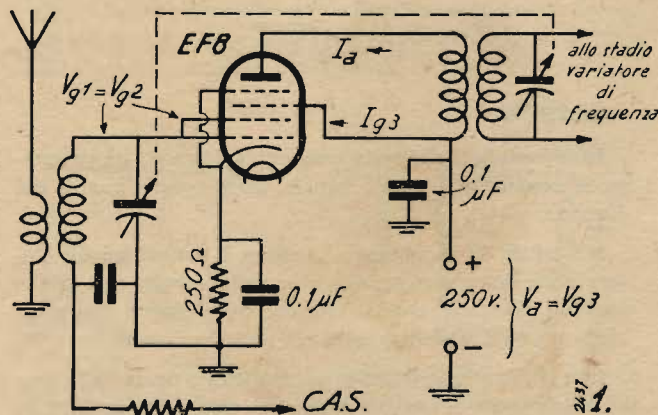 EF8
Ia
allo stadio
variatore
di
frequenza
Vg1=Vg2
Ig3
0.1
μF
250Ω
0.1μF
+
250v.
Va=Vg3
-
C.A.S.
2437
1.